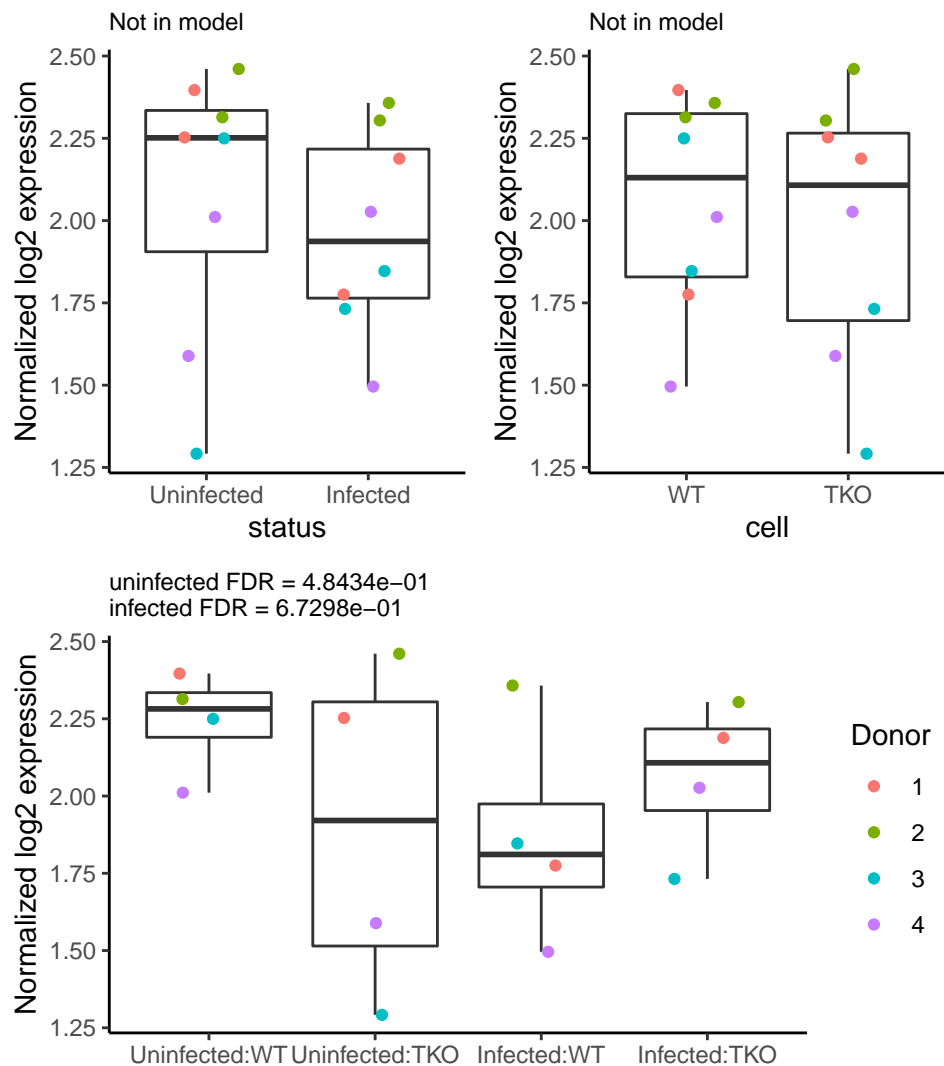 Not in model
Normalized log2 expression
2.50
2.25
2.00
1.75
1.50
1.25
Uninfected Infected
status
Not in model
Normalized log2 expression
2.50
2.25
2.00
1.75
1.50
1.25
WT TKO
cell
uninfected FDR = 4.8434e−01
infected FDR = 6.7298e−01
Normalized log2 expression
2.50
2.25
2.00
1.75
1.50
1.25
Uninfected:WT Uninfected:TKO Infected:WT Infected:TKO
Donor
1
2
3
4